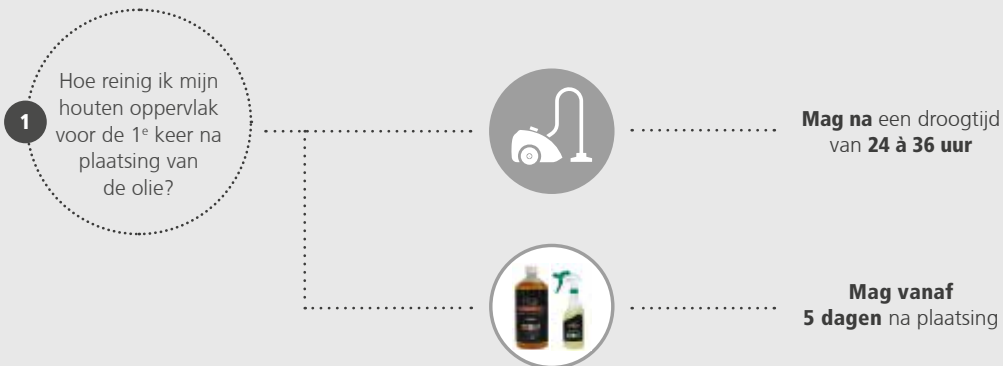 1
Hoe reinig ik mijn
houten oppervlak
voor de 1e keer na
plaatsing van
de olie?
Mag na een droogtijd
van 24 à 36 uur
Mag vanaf
5 dagen na plaatsing